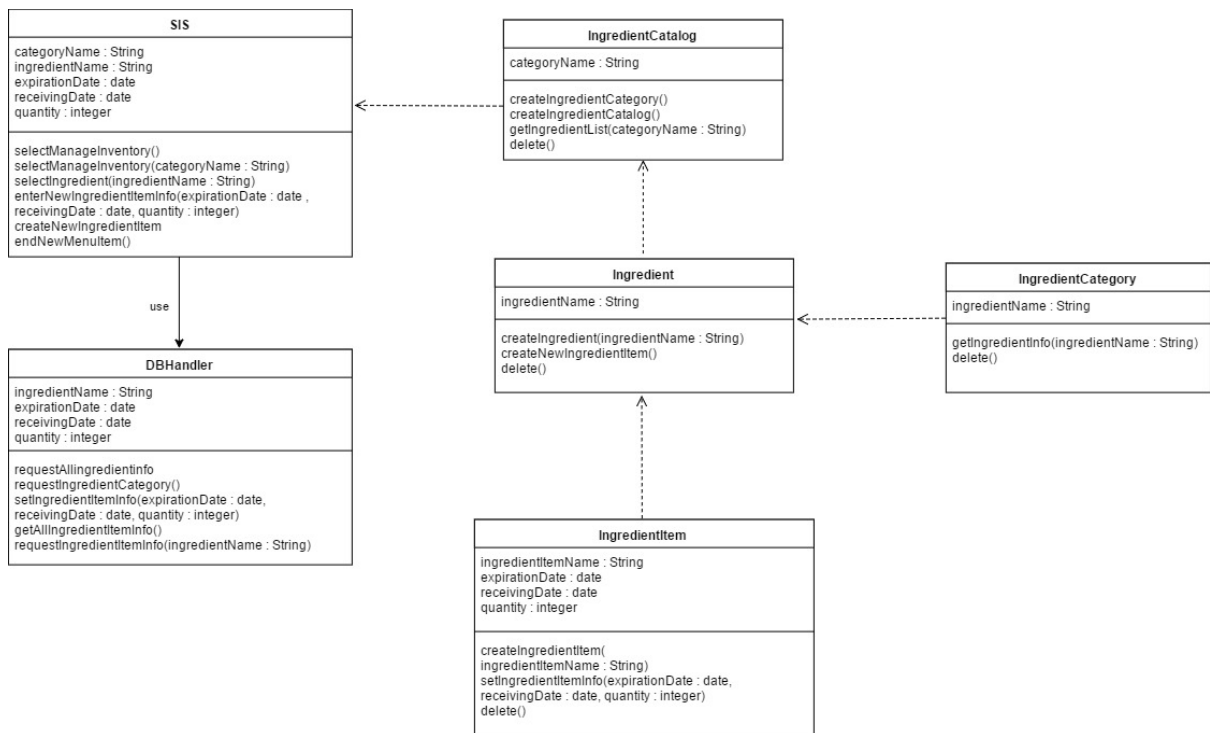 SIS
categoryName : String
ingredientName : String
expirationDate : date
receivingDate : date
quantity : integer
selectManageInventory()
selectManageInventory(categoryName : String)
selectIngredient(ingredientName : String)
enterNewIngredientItemInfo(expirationDate : date ,
receivingDate : date, quantity : integer)
createNewIngredientItem
endNewMenuItem()
use
DBHandler
ingredientName : String
expirationDate : date
receivingDate : date
quantity : integer
requestAllingredientinfo
requestIngredientCategory()
setIngredientItemInfo(expirationDate : date,
receivingDate : date, quantity : integer)
getAllIngredientItemInfo()
requestIngredientItemInfo(ingredientName : String)
IngredientCatalog
categoryName : String
createIngredientCategory()
createIngredientCatalog()
getIngredientList(categoryName : String)
delete()
Ingredient
ingredientName : String
createIngredient(ingredientName : String)
createNewIngredientItem()
delete()
IngredientCategory
ingredientName : String
getIngredientInfo(ingredientName : String)
delete()
IngredientItem
ingredientItemName : String
expirationDate : date
receivingDate : date
quantity : integer
createIngredientItem(
ingredientItemName : String)
setIngredientItemInfo(expirationDate : date,
receivingDate : date, quantity : integer)
delete()